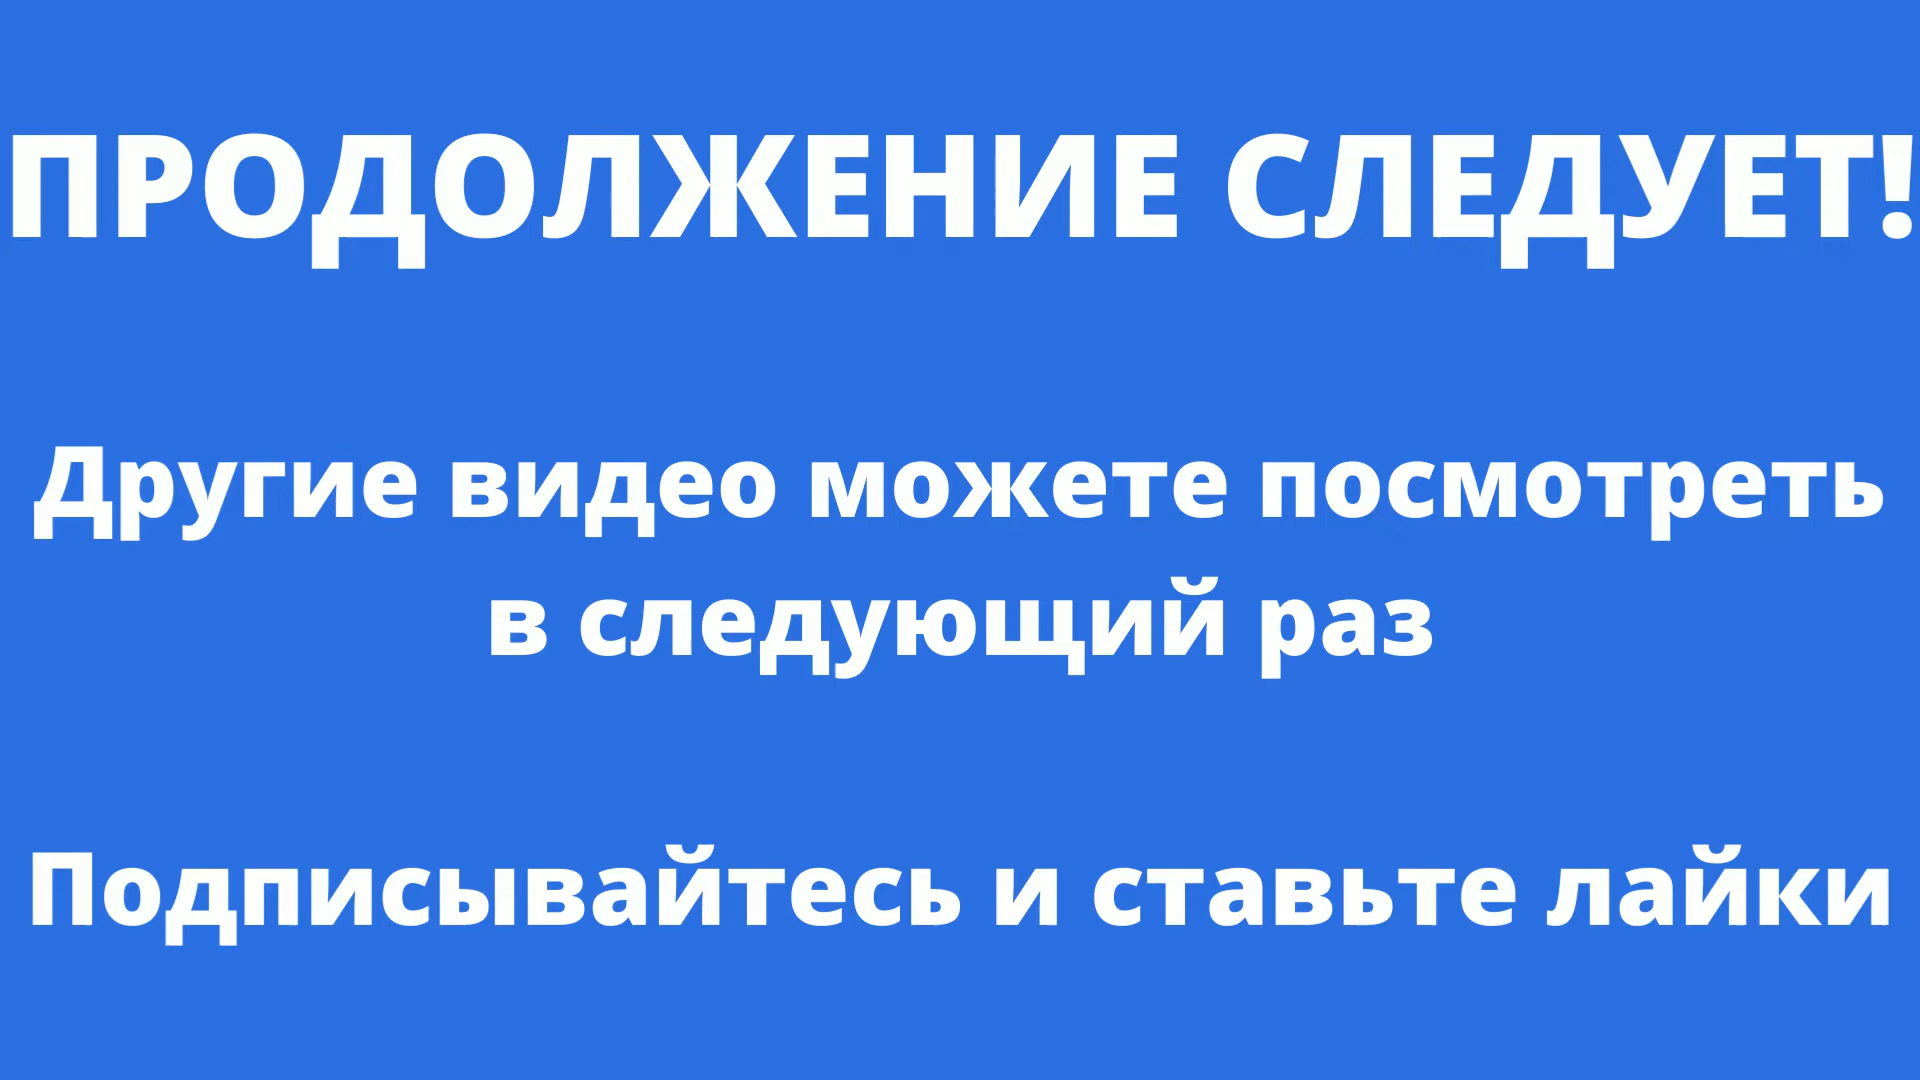 ПРОДОЛЖЕНИЕ СЛЕДУЕТ!
Другие видео можете посмотреть
в следующий раз
Подписывайтесь и ставьте лайки